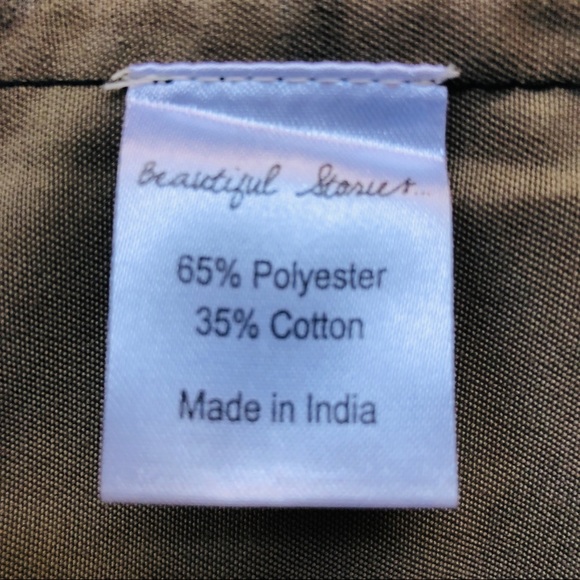 Beautiful Stories...
65% Polyester
35% Cotton
Made in India